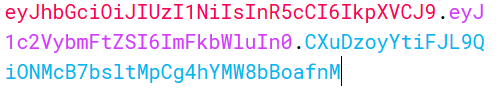 eyJhbGciOiJIUzI1NiIsInR5cCI6IkpXVCJ9.eyJ
1c2VybmFtZSI6ImFkbWluIn0.CXuDzoyYtiFJL9Q
iONMcB7bsltMpCg4hYMW8bBoafnM